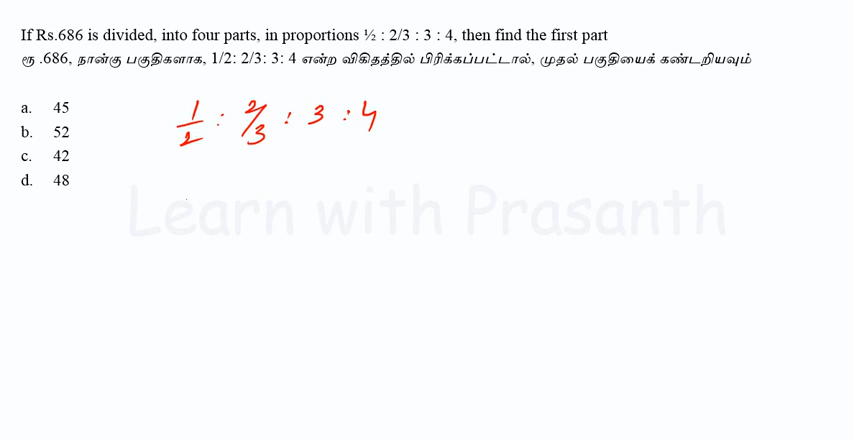 If Rs.686 is divided, into four parts, in proportions ½ : 2/3 : 3 : 4, then find the first part
ரூ .686, நான்கு பகுதிகளாக, 1/2: 2/3: 3: 4 என்ற விகிதத்தில் பிரிக்கப்பட்டால், முதல் பகுதியைக் கண்டறியவும்
a. 45
b. 52
c. 42
d. 48
1/2 : 2/3 : 3 : 4
Learn with Prasanth